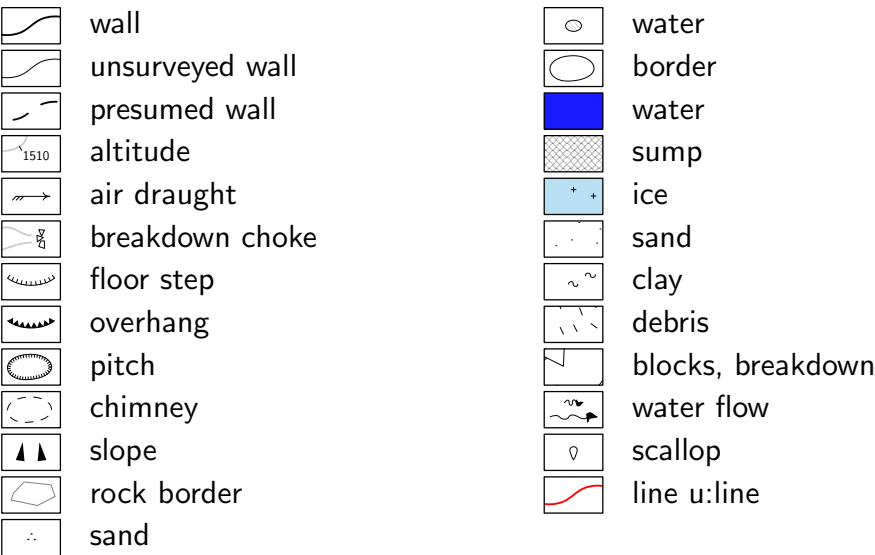 wall
unsurveyed wall
presumed wall
1510 altitude
air draught
breakdown choke
floor step
overhang
pitch
chimney
slope
rock border
sand
water
border
water
sump
ice
sand
clay
debris
blocks, breakdown
water flow
scallop
line u:line